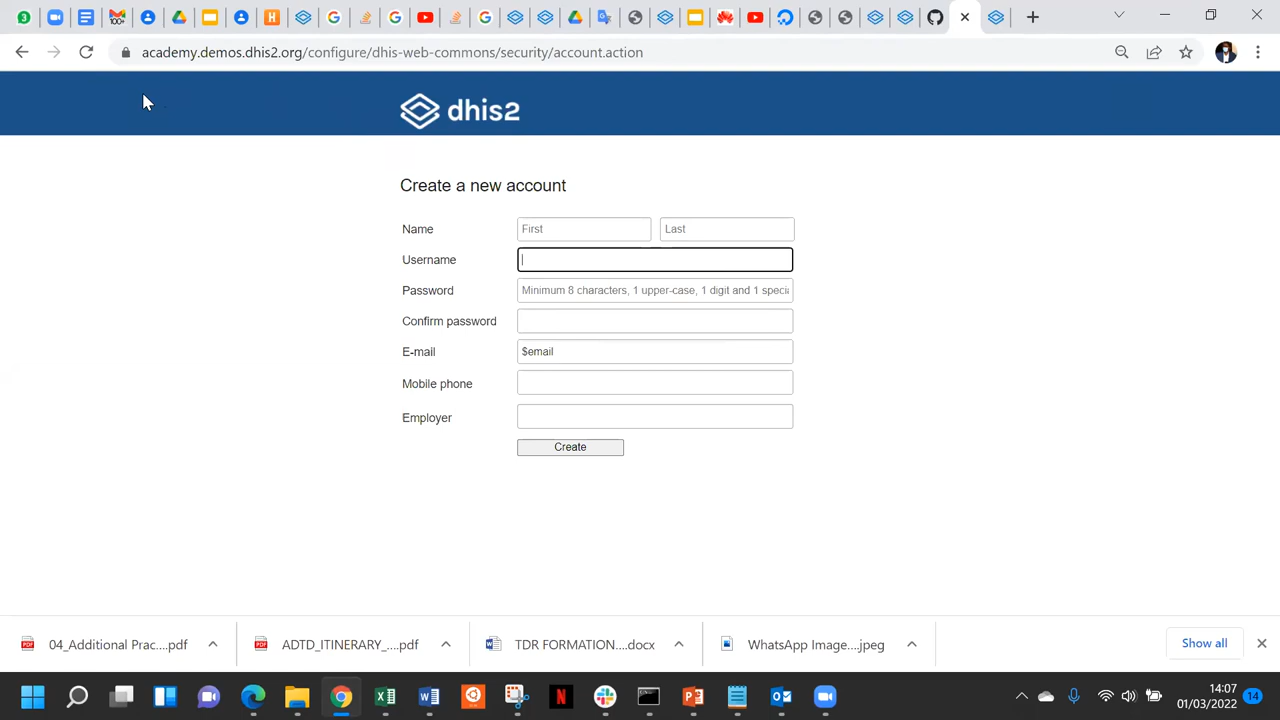 3
100+
H
academy.demos.dhis2.org/configure/dhis-web-commons/security/account.action
dhis2
Create a new account
Name First Last
Username
Password Minimum 8 characters, 1 upper-case, 1 digit and 1 speci
Confirm password
E-mail $email
Mobile phone
Employer
Create
04_Additional Prac....pdf
ADTD_ITINERARY_....pdf
TDR FORMATION....docx
WhatsApp Image....jpeg
Show all
14:07
01/03/2022
14